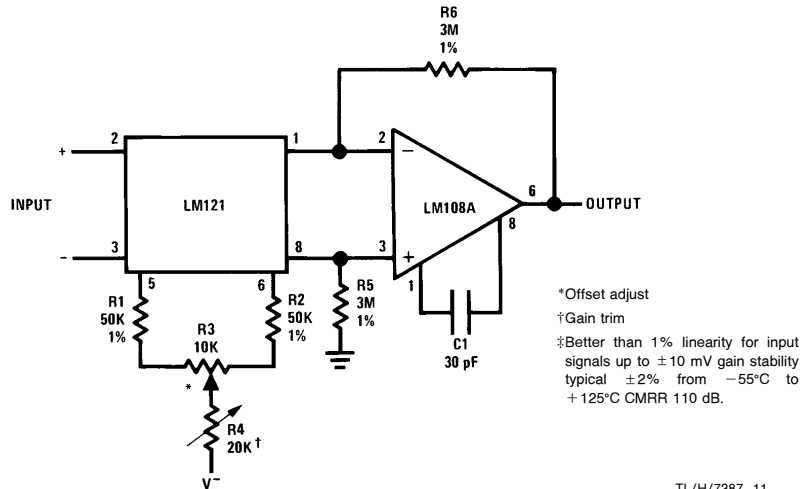 R6
3M
1%
2
1
2
−
+
INPUT
LM121
LM108A
6
OUTPUT
8
−
3
8
3
+
1
5
6
R1
50K
1%
R2
50K
1%
R3
10K
*
R5
3M
1%
C1
30 pF
R4
20K†
V−
*Offset adjust
†Gain trim
‡Better than 1% linearity for input
signals up to ±10 mV gain stability
typical ±2% from −55°C to
+125°C CMRR 110 dB.